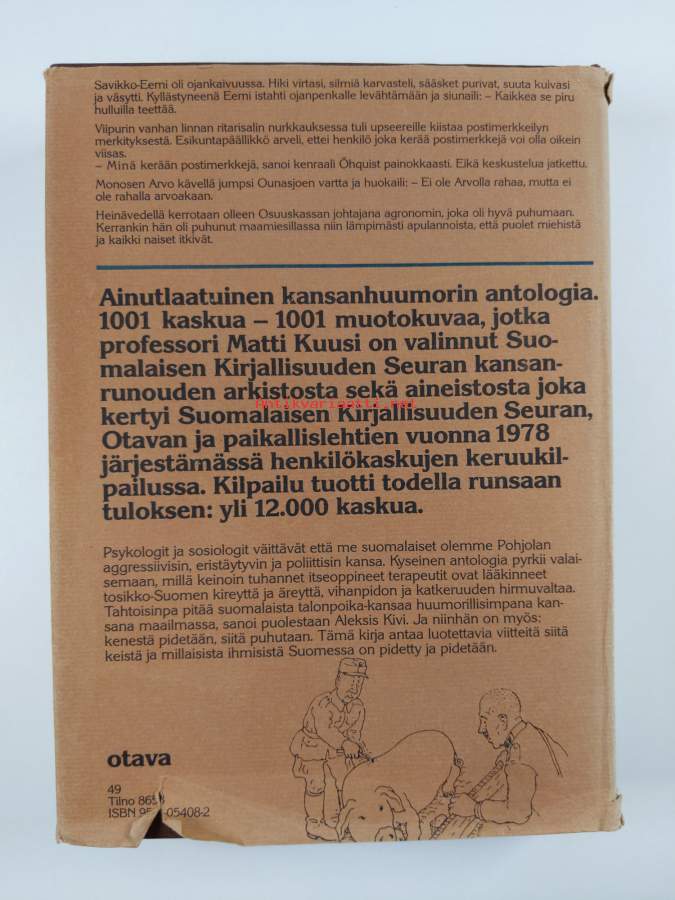 Savikko-Eemi oli ojankaivuussa. Hiki virtasi, silmiä karvasteli, sääsket purivat, suuta kuivasi
ja väsytti. Kyllästyneenä Eemi istahti ojanpenkalle levähtämään ja siunaili: – Kaikkea se piru
hulluilla teettää.
Viipurin vanhan linnan ritarisalin nurkkauksessa tuli upseereille kiistaa postimerkkeilyn
merkityksestä. Esikuntapäällikkö arveli, ettei henkilö joka kerää postimerkkejä voi olla oikein
viisas.
– Minä kerään postimerkkejä, sanoi kenraali Öhquist painokkaasti. Eikä keskustelua jatkettu.
Monosen Arvo kävellä jumpsi Ounasjoen vartta ja huokaili: – Ei ole Arvolla rahaa, mutta ei
ole rahalla arvoakaan.
Heinävedellä kerrotaan olleen Osuuskassan johtajana agronomin, joka oli hyvä puhumaan.
Kerrankin hän oli puhunut maamiesillassa niin lämpimästi apulannoista, että puolet miehistä
ja kaikki naiset itkivät.
Ainutlaatuinen kansanhuumorin antologia.
1001 kaskua – 1001 muotokuvaa, jotka
professori Matti Kuusi on valinnut Suo-
malaisen Kirjallisuuden Seuran kansan-
runouden arkistosta sekä aineistosta joka
kertyi Suomalaisen Kirjallisuuden Seuran,
Otavan ja paikallislehtien vuonna 1978
järjestämässä henkilökaskujen keruukil-
pailussa. Kilpailu tuotti todella runsaan
tuloksen: yli 12.000 kaskua.
Psykologit ja sosiologit väittävät että me suomalaiset olemme Pohjolan
aggressiivisin, eristäytyvin ja poliittisin kansa. Kyseinen antologia pyrkii valai-
semaan, millä keinoin tuhannet itseoppineet terapeutit ovat lääkinneet
tosikko-Suomen kireyttä ja äreyttä, vihanpidon ja katkeruuden hirmuvaltaa.
Tahtoisinpa pitää suomalaista talonpoika-kansaa huumorillisimpana kan-
sana maailmassa, sanoi puolestaan Aleksis Kivi. Ja niinhän on myös:
kenestä pidetään, siitä puhutaan. Tämä kirja antaa luotettavia viitteitä siitä
keistä ja millaisista ihmisistä Suomessa on pidetty ja pidetään.
otava
49
Tilno
ISBN 05408-2